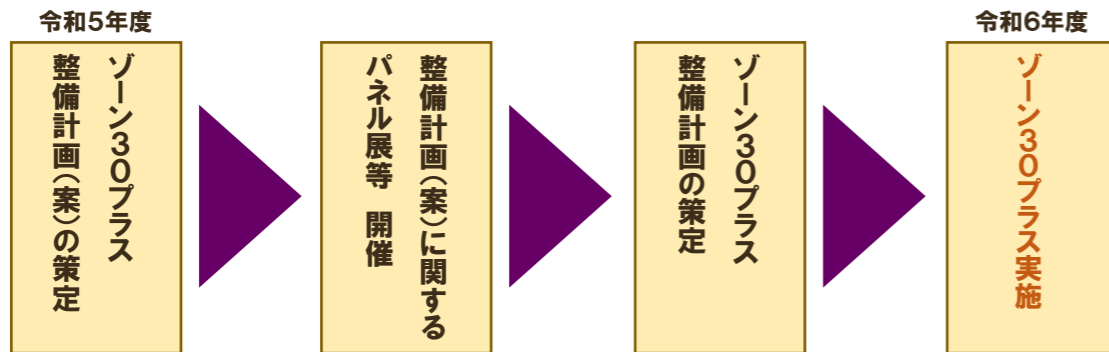 令和5年度
ゾーン30プラス
整備計画(案)の策定
整備計画(案)に関する
パネル展等　開催
ゾーン30プラス
整備計画の策定
令和6年度
ゾーン30プラス実施